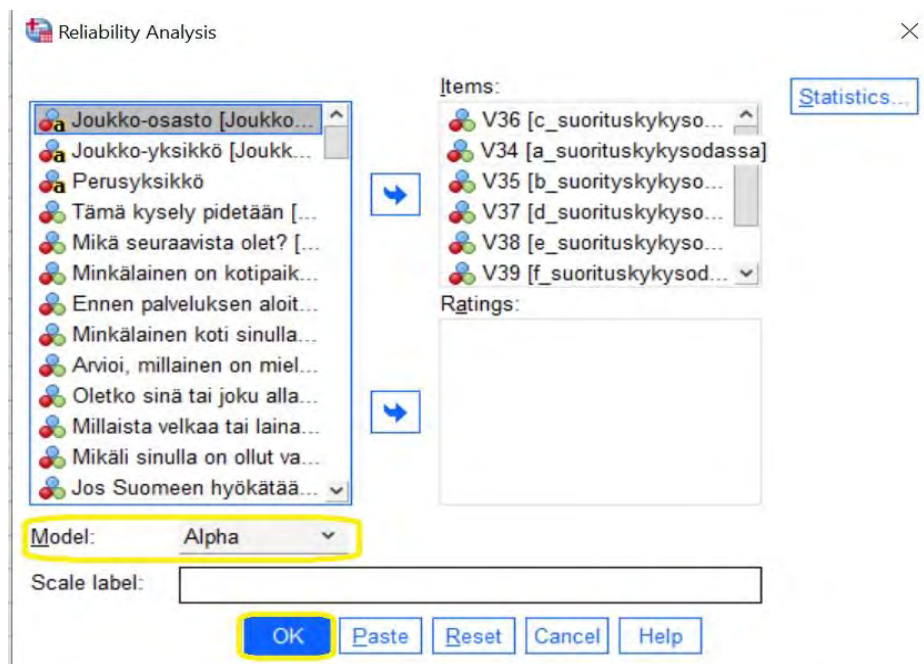 Reliability Analysis
Items:
Statistics...
Joukko-osasto [Joukko...
Joukko-yksikkö [Joukk...
Perusyksikkö
Tämä kysely pidetään [...
Mikä seuraavista olet? [...
Minkälainen on kotipaik...
Ennen palveluksen aloit...
Minkälainen koti sinulla...
Arvioi, millainen on miel...
Oletko sinä tai joku alla...
Millaista velkaa tai laina...
Mikäli sinulla on ollut va...
Jos Suomeen hyökätää...
V36 [c_suorituskykyso...
V34 [a_suorituskykysodassa]
V35 [b_suorityskykyso...
V37 [d_suorituskykyso...
V38 [e_suorituskykyso...
V39 [f_suorituskykysod...
Ratings:
Model: Alpha
Scale label:
OK Paste Reset Cancel Help